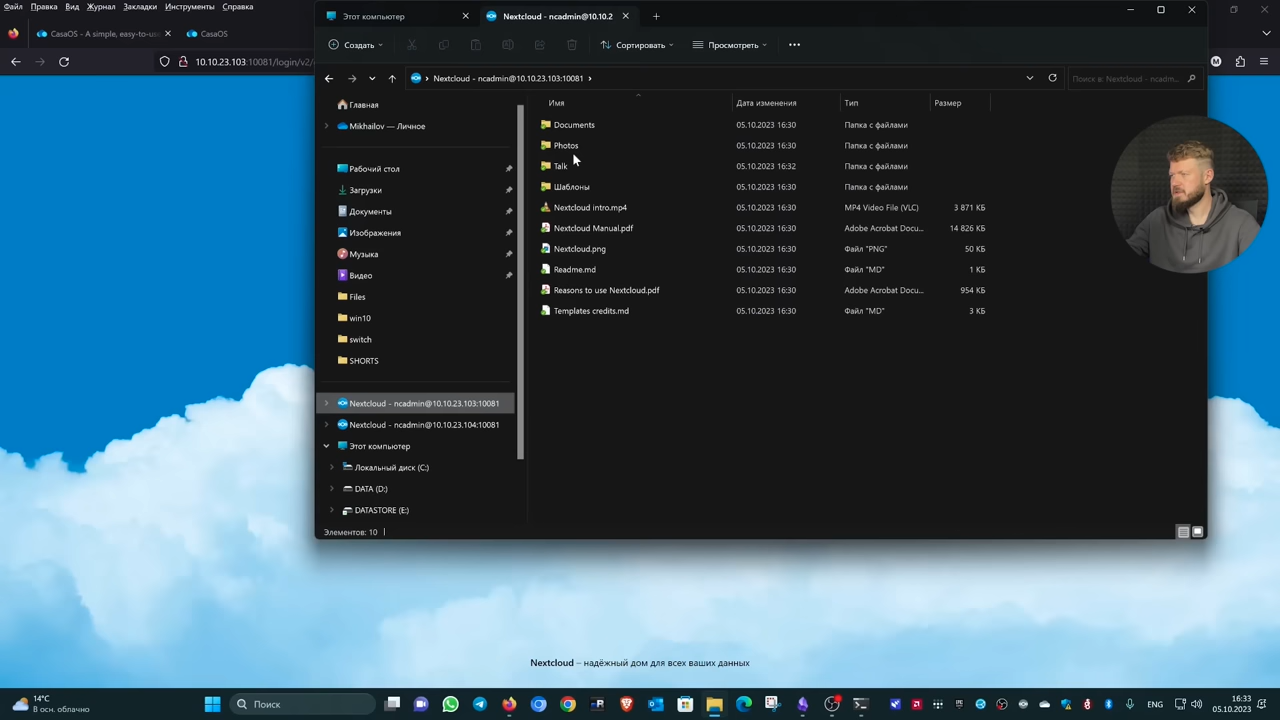 Файл Правка Вид Журнал Закладки Инструменты Справка
CasaOS - A simple, easy-to-us
CasaOS
10.10.23.103:10081/login/v2/
Этот компьютер
Nextcloud - ncadmin@10.10.2
Создать
Сортировать
Просмотреть
Nextcloud - ncadmin@10.10.23.103:10081
Поиск в: Nextcloud - ncadm...
Главная
Mikhailov — Личное
Рабочий стол
Загрузки
Документы
Изображения
Музыка
Видео
Files
win10
switch
SHORTS
Nextcloud - ncadmin@10.10.23.103:10081
Nextcloud - ncadmin@10.10.23.104:10081
Этот компьютер
Локальный диск (C:)
DATA (D:)
DATASTORE (E:)
Имя Дата изменения Тип Размер
Documents 05.10.2023 16:30 Папка с файлами
Photos 05.10.2023 16:30 Папка с файлами
Talk 05.10.2023 16:32 Папка с файлами
Шаблоны 05.10.2023 16:30 Папка с файлами
Nextcloud intro.mp4 05.10.2023 16:30 MP4 Video File (VLC) 3 871 КБ
Nextcloud Manual.pdf 05.10.2023 16:30 Adobe Acrobat Docu... 14 826 КБ
Nextcloud.png 05.10.2023 16:30 Файл "PNG" 50 КБ
Readme.md 05.10.2023 16:30 Файл "MD" 1 КБ
Reasons to use Nextcloud.pdf 05.10.2023 16:30 Adobe Acrobat Docu... 954 КБ
Templates credits.md 05.10.2023 16:30 Файл "MD" 3 КБ
Элементов: 10
Nextcloud – надёжный дом для всех ваших данных
14°C
В осн. облачно
Поиск
ENG
16:33
05.10.2023